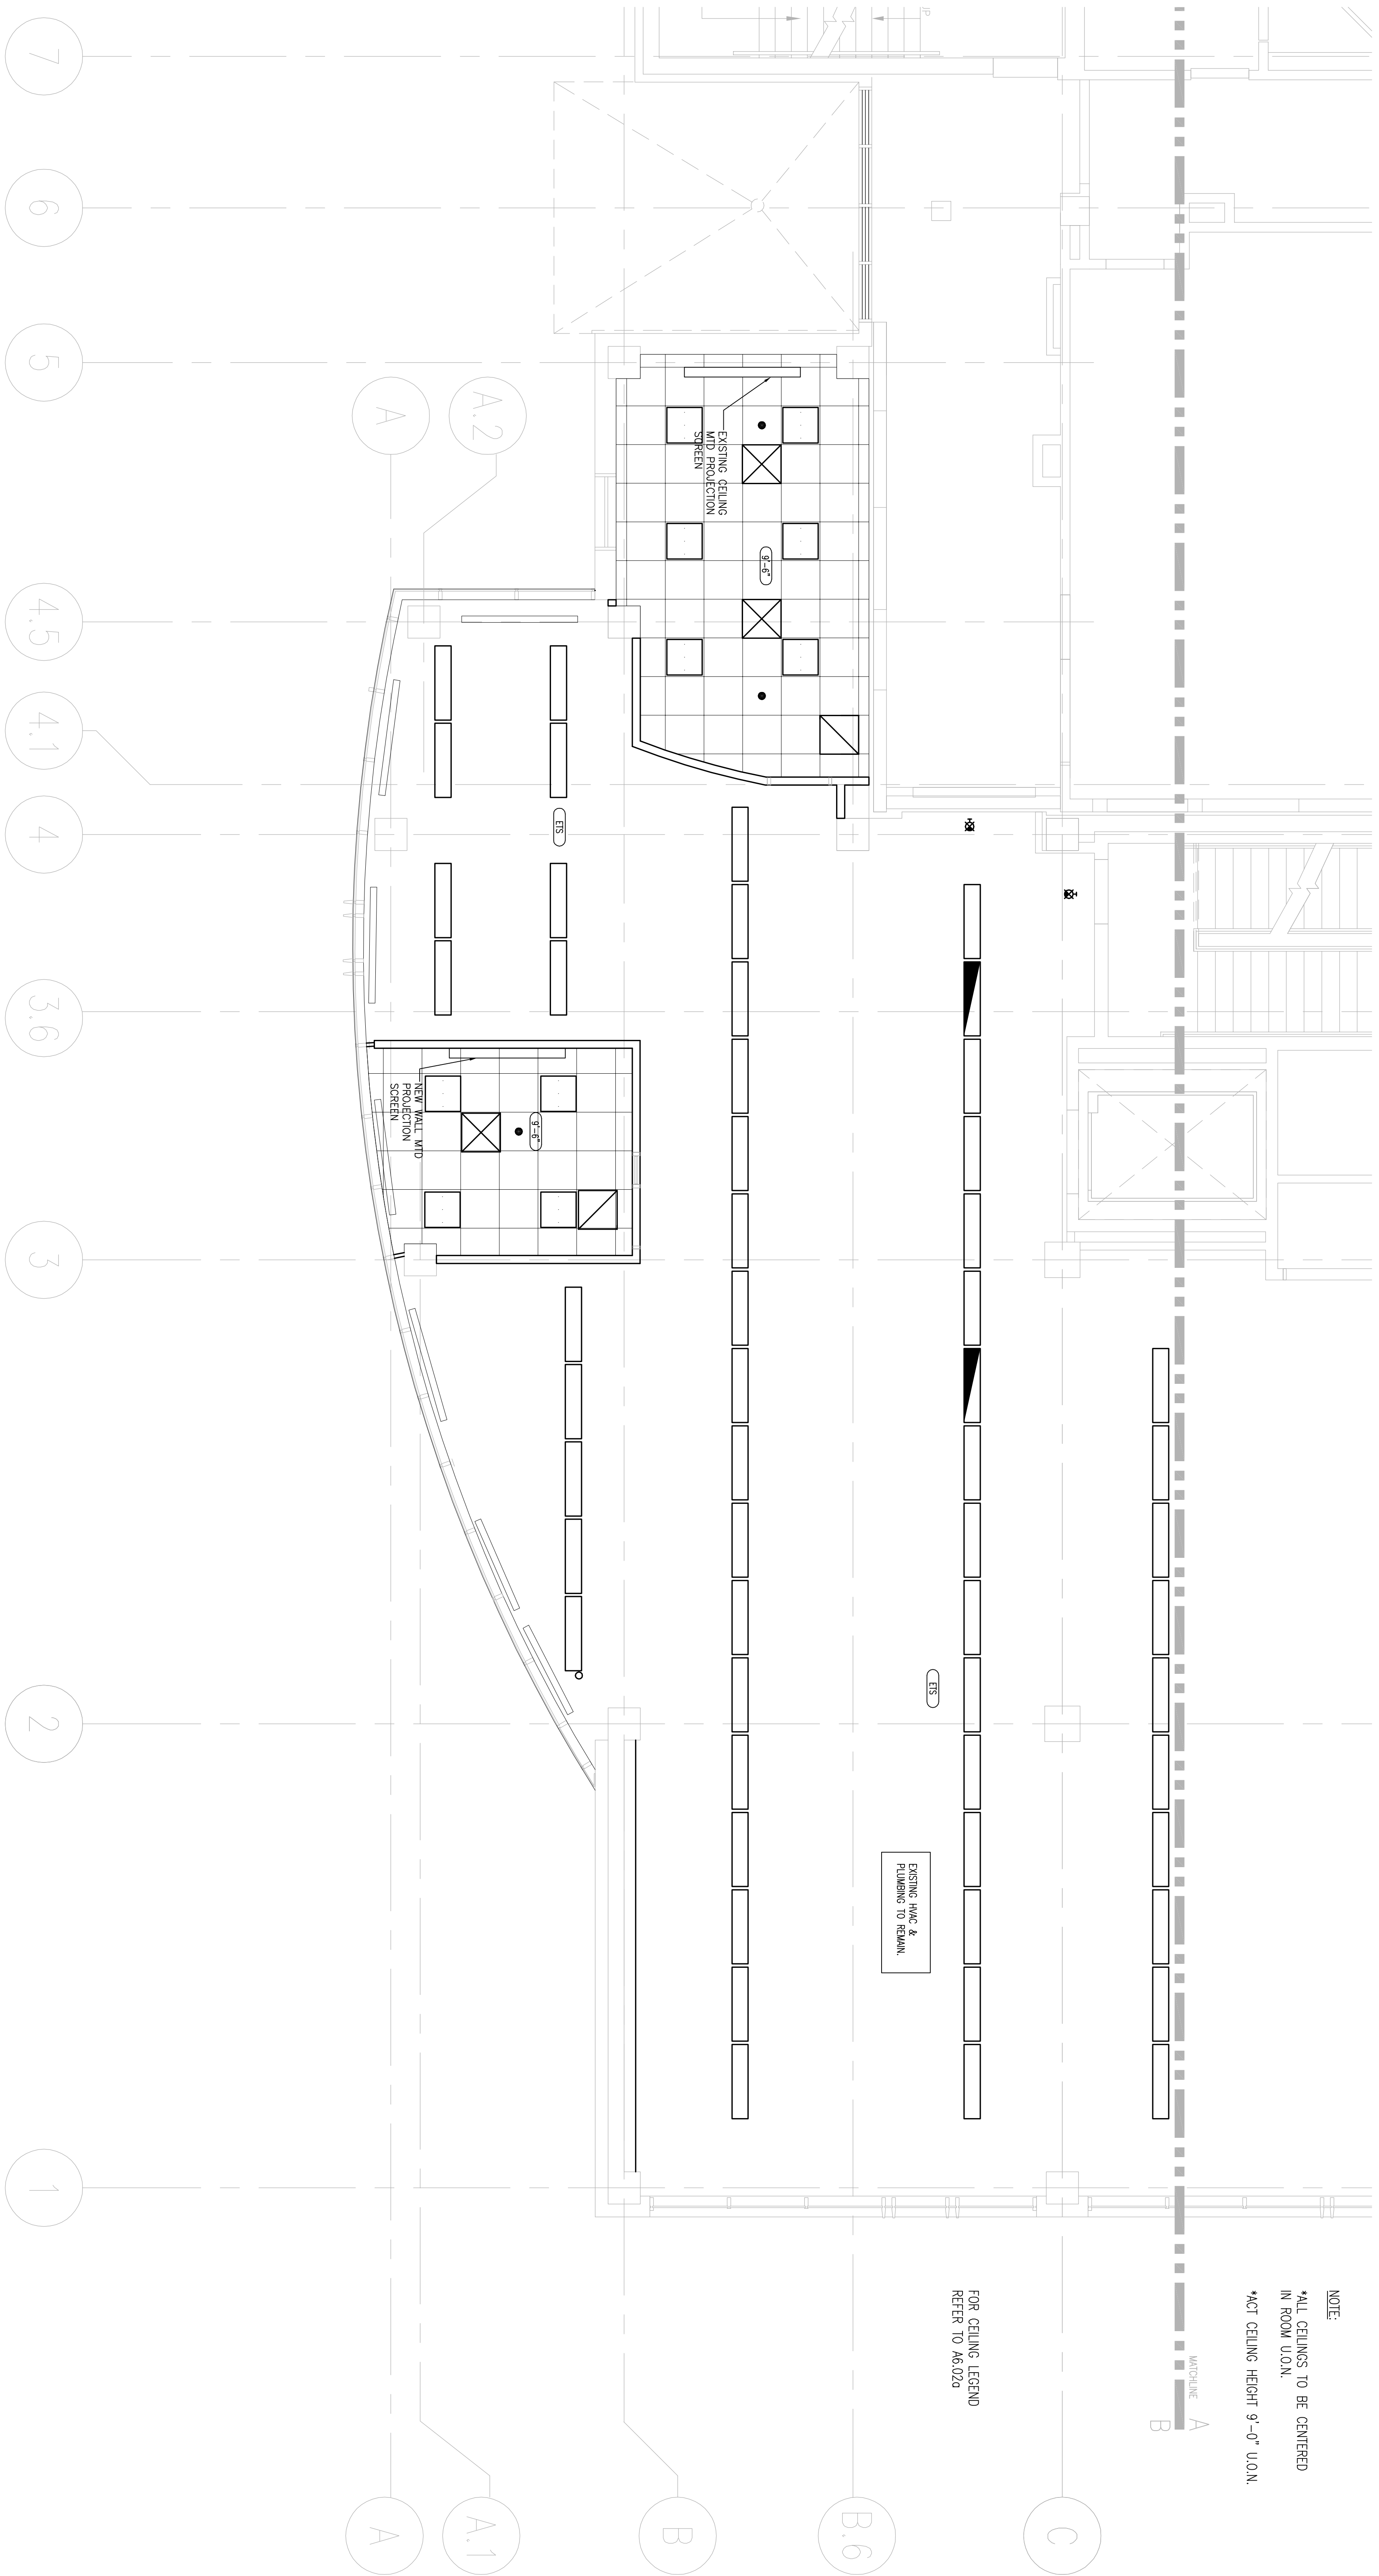 NOTE:
*ALL CEILINGS TO BE CENTERED
IN ROOM U.O.N.
*ACT CEILING HEIGHT 9'-0" U.O.N.
MATCHLINE
A
B
FOR CEILING LEGEND
REFER TO A6.02a
EXISTING HVAC &
PLUMBING TO REMAIN.
ETS
ETS
EXISTING CEILING
MTD PROJECTION
SCREEN
9'-6"
NEW WALL MTD
PROJECTION
SCREEN
9'-6"
UP
7
6
5
4.5
4.1
4
3.6
3
2
1
A
A.2
C
B.6
B
A.1
A